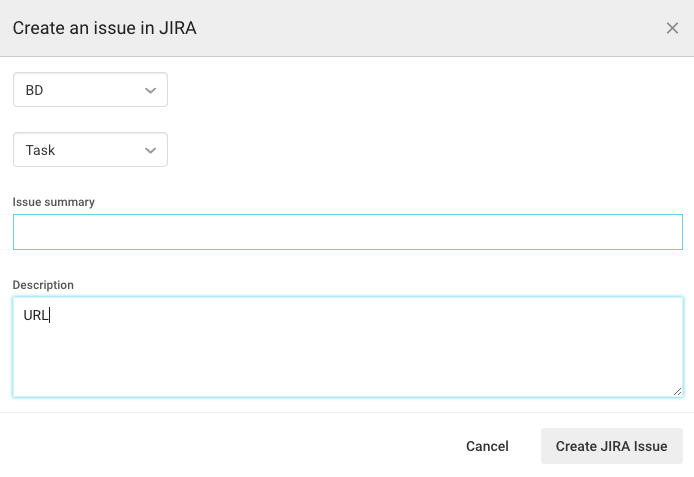 Create an issue in JIRA
BD
Task
Issue summary
Description
URL
Cancel Create JIRA Issue